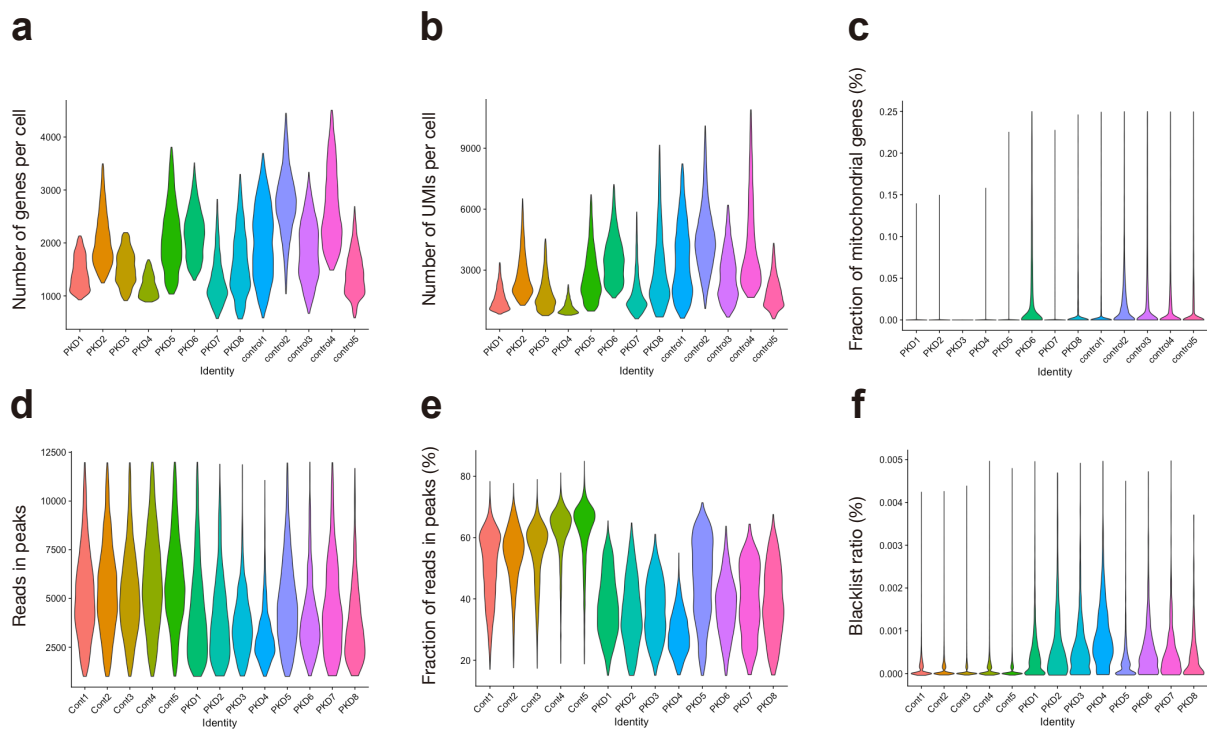 a
Number of genes per cell
4000
3000
2000
1000
PKD1 PKD2 PKD3 PKD4 PKD5 PKD6 PKD7 PKD8 control1 control2 control3 control4 control5
Identity
b
Number of UMIs per cell
9000
6000
3000
PKD1 PKD2 PKD3 PKD4 PKD5 PKD6 PKD7 PKD8 control1 control2 control3 control4 control5
Identity
c
Fraction of mitochondrial genes (%)
0.25
0.20
0.15
0.10
0.05
0.00
PKD1 PKD2 PKD3 PKD4 PKD5 PKD6 PKD7 PKD8 control1 control2 control3 control4 control5
Identity
d
Reads in peaks
12500
10000
7500
5000
2500
Cont1 Cont2 Cont3 Cont4 Cont5 PKD1 PKD2 PKD3 PKD4 PKD5 PKD6 PKD7 PKD8
Identity
e
Fraction of reads in peaks (%)
80
60
40
20
Cont1 Cont2 Cont3 Cont4 Cont5 PKD1 PKD2 PKD3 PKD4 PKD5 PKD6 PKD7 PKD8
Identity
f
Blacklist ratio (%)
0.005
0.004
0.003
0.002
0.001
0.000
Cont1 Cont2 Cont3 Cont4 Cont5 PKD1 PKD2 PKD3 PKD4 PKD5 PKD6 PKD7 PKD8
Identity